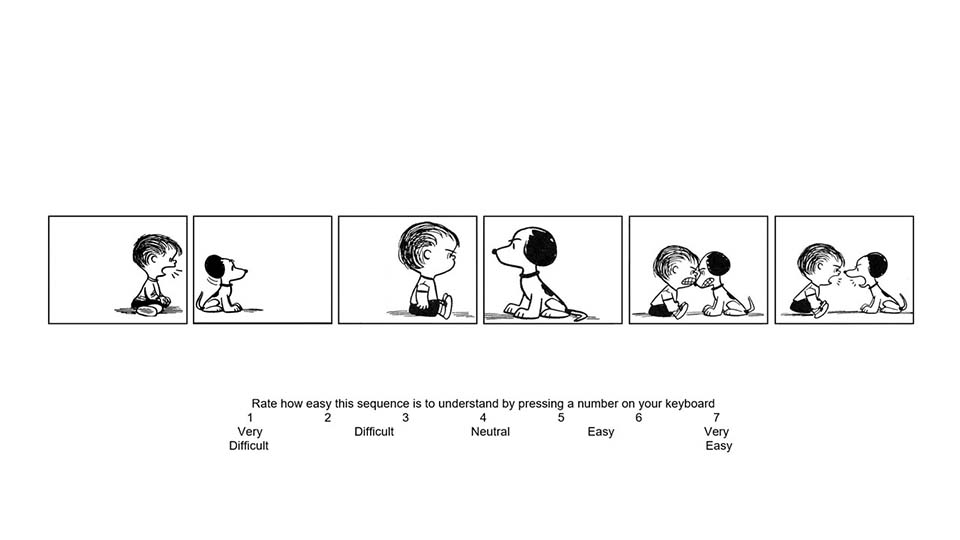 Rate how easy this sequence is to understand by pressing a number on your keyboard
1 2 3 4 5 6 7
Very Difficult Neutral Easy Very
Difficult Easy